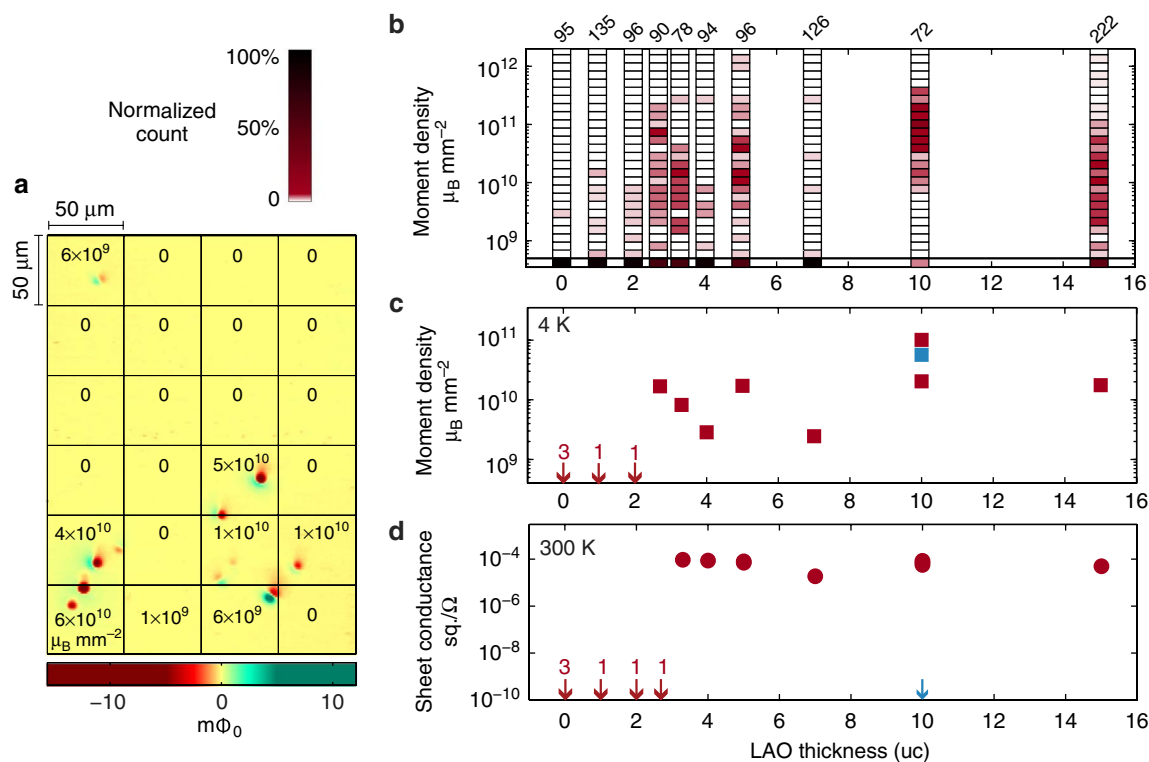 100%
50%
0
Normalized
count
a
50 μm
50 μm
6×10⁹ 0 0 0
0 0 0 0
0 0 0 0
0 0 5×10¹⁰ 0
4×10¹⁰ 0 1×10¹⁰ 1×10¹⁰
6×10¹⁰ 1×10⁹ 6×10⁹ 0
μB mm⁻²
−10 0 10
mΦ₀
b
95 135 96 90 78 94 96 126 72 222
Moment density
μB mm⁻²
10¹²
10¹¹
10¹⁰
10⁹
0 2 4 6 8 10 12 14 16
c
4 K
Moment density
μB mm⁻²
10¹¹
10¹⁰
10⁹
3 1 1
0 2 4 6 8 10 12 14 16
d
300 K
Sheet conductance
sq./Ω
10⁻⁴
10⁻⁶
10⁻⁸
10⁻¹⁰
3 1 1 1
0 2 4 6 8 10 12 14 16
LAO thickness (uc)